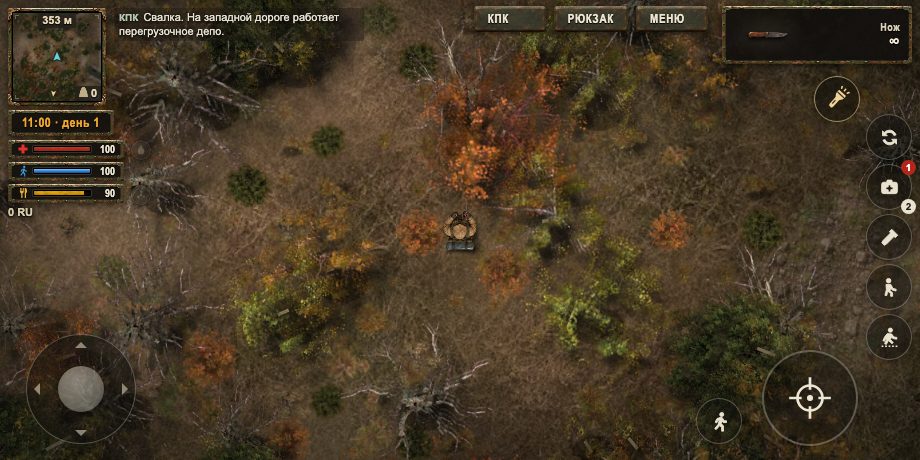 353 м
КПК Свалка. На западной дороге работает
перегрузочное депо.
КПК
РЮКЗАК
МЕНЮ
Нож
∞
0
11:00 · день 1
100
100
90
0 RU
1
2